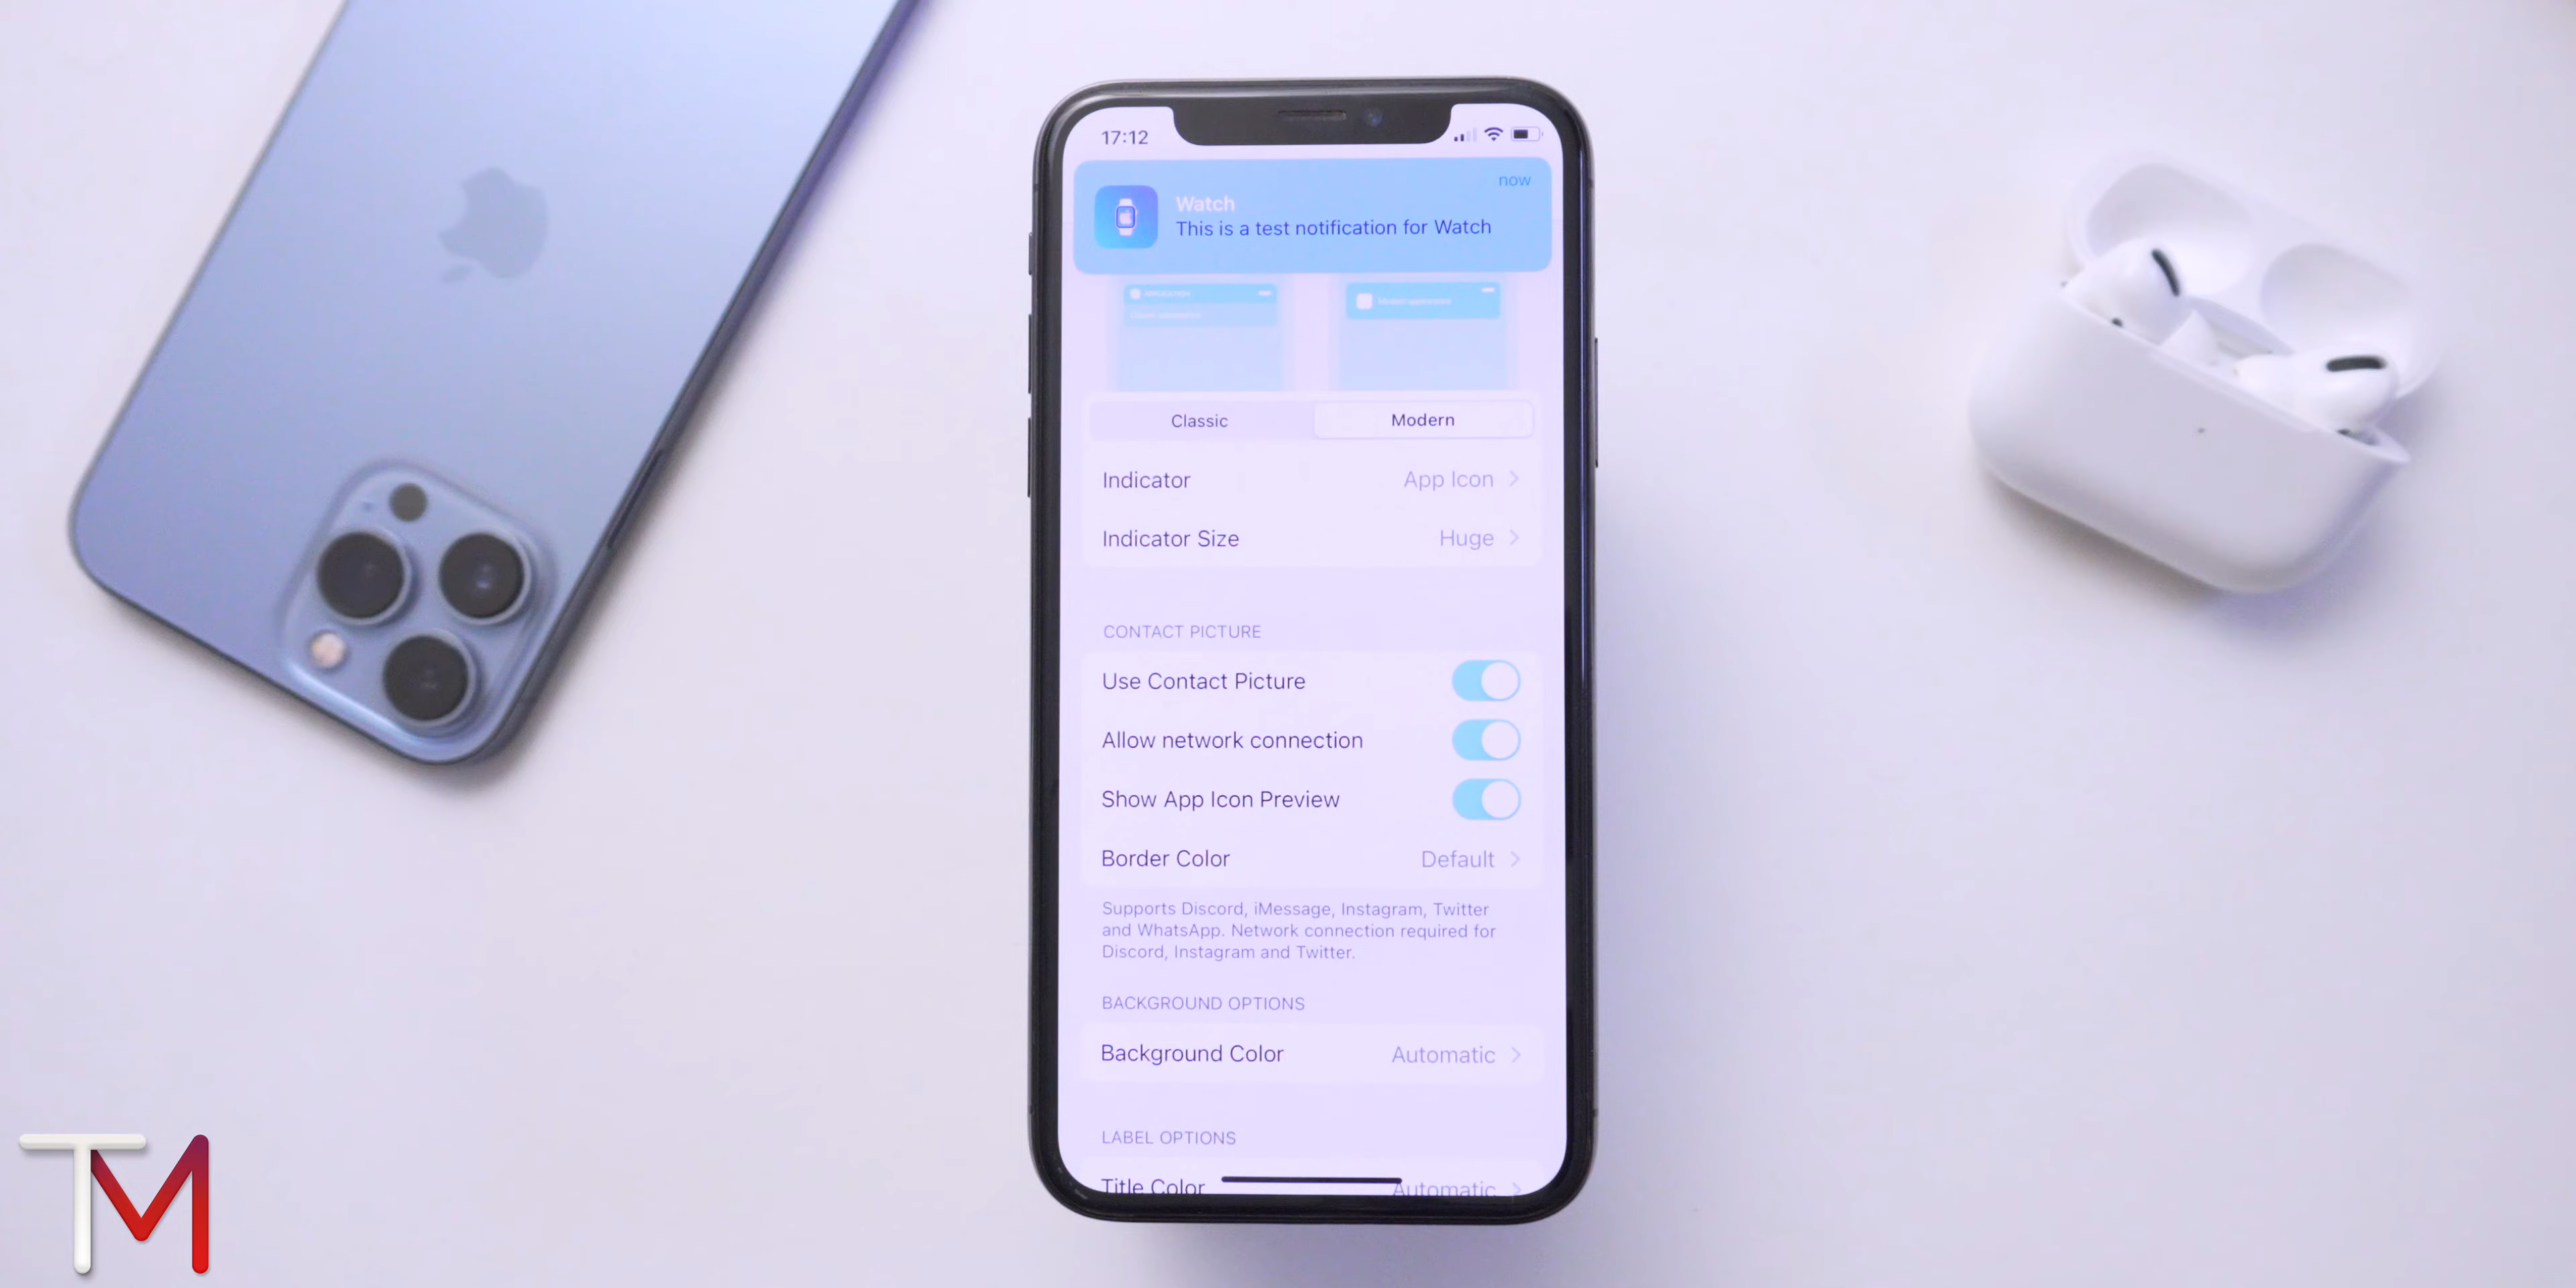 17:12
now
Watch
This is a test notification for Watch
Classic
Modern
Indicator
App Icon
Indicator Size
Huge
CONTACT PICTURE
Use Contact Picture
Allow network connection
Show App Icon Preview
Border Color
Default
Supports Discord, iMessage, Instagram, Twitter
and WhatsApp. Network connection required for
Discord, Instagram and Twitter.
BACKGROUND OPTIONS
Background Color
Automatic
LABEL OPTIONS
Title Color
Automatic
TM